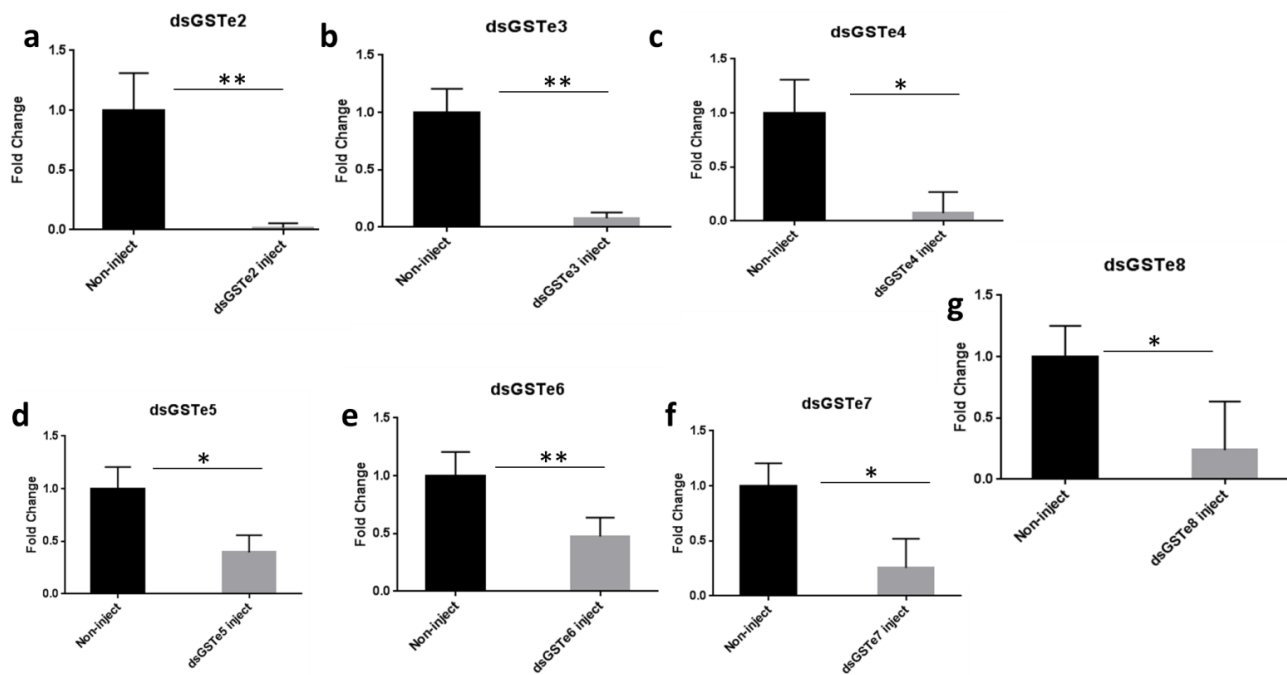 a
dsGSTe2
Fold Change
1.5
1.0
0.5
0.0
**
Non-inject
dsGSTe2 inject
b
dsGSTe3
Fold Change
1.5
1.0
0.5
0.0
**
Non-inject
dsGSTe3 inject
c
dsGSTe4
Fold Change
1.5
1.0
0.5
0.0
*
Non-inject
dsGSTe4 inject
d
dsGSTe5
Fold Change
1.5
1.0
0.5
0.0
*
Non-inject
dsGSTe5 inject
e
dsGSTe6
Fold Change
1.5
1.0
0.5
0.0
**
Non-inject
dsGSTe6 inject
f
dsGSTe7
Fold Change
1.5
1.0
0.5
0.0
*
Non-inject
dsGSTe7 inject
g
dsGSTe8
Fold Change
1.5
1.0
0.5
0.0
*
Non-inject
dsGSTe8 inject